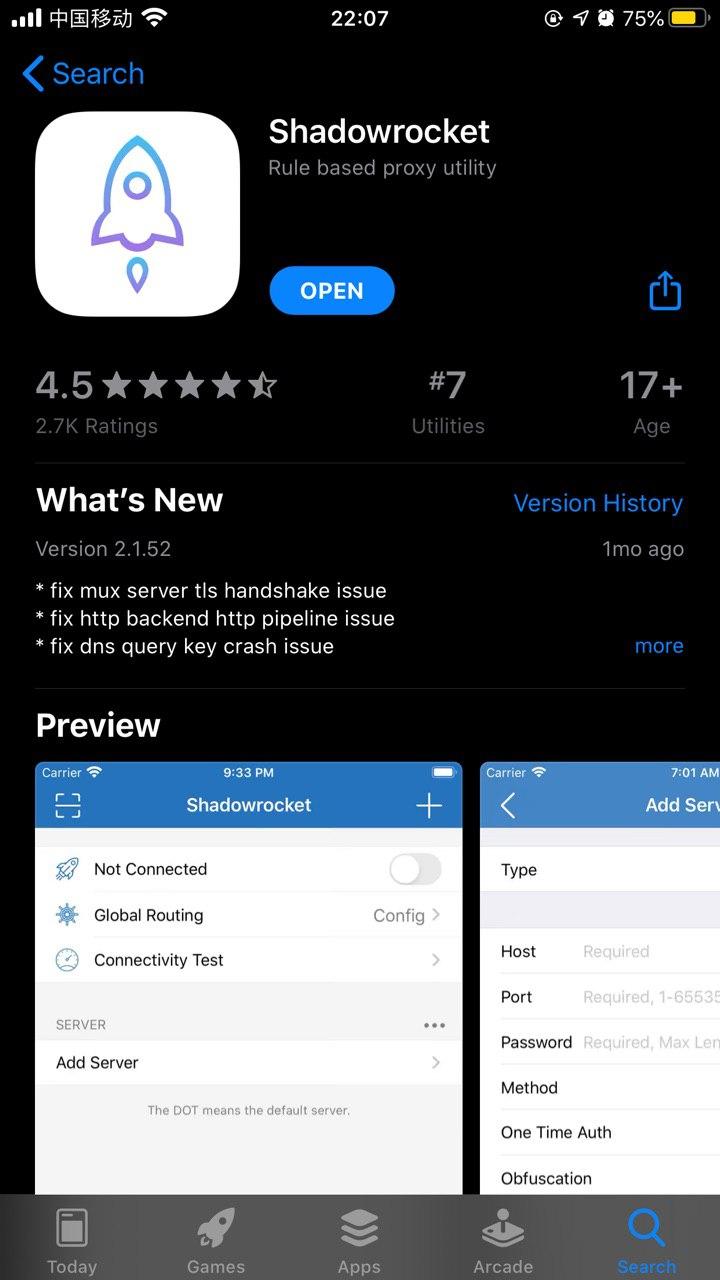 中国移动 22:07 75%
Search
Shadowrocket
Rule based proxy utility
OPEN
4.5 #7 17+
2.7K Ratings Utilities Age
What's New Version History
Version 2.1.52 1mo ago
* fix mux server tls handshake issue
* fix http backend http pipeline issue
* fix dns query key crash issue more
Preview
Carrier 9:33 PM
Shadowrocket
Not Connected
Global Routing Config
Connectivity Test
SERVER
Add Server
The DOT means the default server.
Carrier 7:01 AM
Add Serv
Type
Host Required
Port Required, 1-65535
Password Required, Max Len
Method
One Time Auth
Obfuscation
Today Games Apps Arcade Search